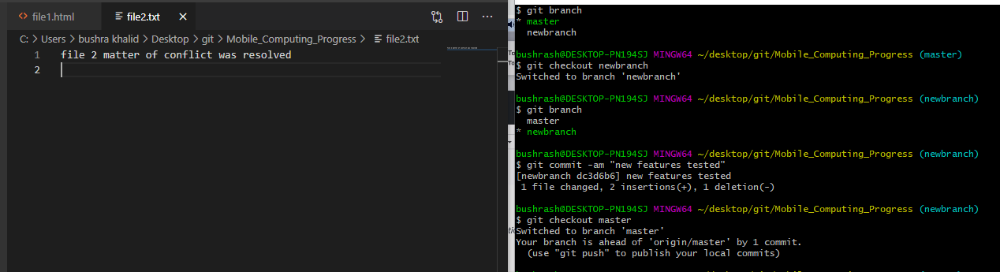 file1.html
file2.txt
C: > Users > bushra khalid > Desktop > git > Mobile_Computing_Progress > file2.txt
1 file 2 matter of conflict was resolved
2
$ git branch
* master
newbranch
bushrash@DESKTOP-PN194SJ MINGW64 ~/desktop/git/Mobile_Computing_Progress (master)
$ git checkout newbranch
Switched to branch 'newbranch'
bushrash@DESKTOP-PN194SJ MINGW64 ~/desktop/git/Mobile_Computing_Progress (newbranch)
$ git branch
master
* newbranch
bushrash@DESKTOP-PN194SJ MINGW64 ~/desktop/git/Mobile_Computing_Progress (newbranch)
$ git commit -am "new features tested"
[newbranch dc3d6b6] new features tested
1 file changed, 2 insertions(+), 1 deletion(-)
bushrash@DESKTOP-PN194SJ MINGW64 ~/desktop/git/Mobile_Computing_Progress (newbranch)
$ git checkout master
Switched to branch 'master'
Your branch is ahead of 'origin/master' by 1 commit.
(use "git push" to publish your local commits)